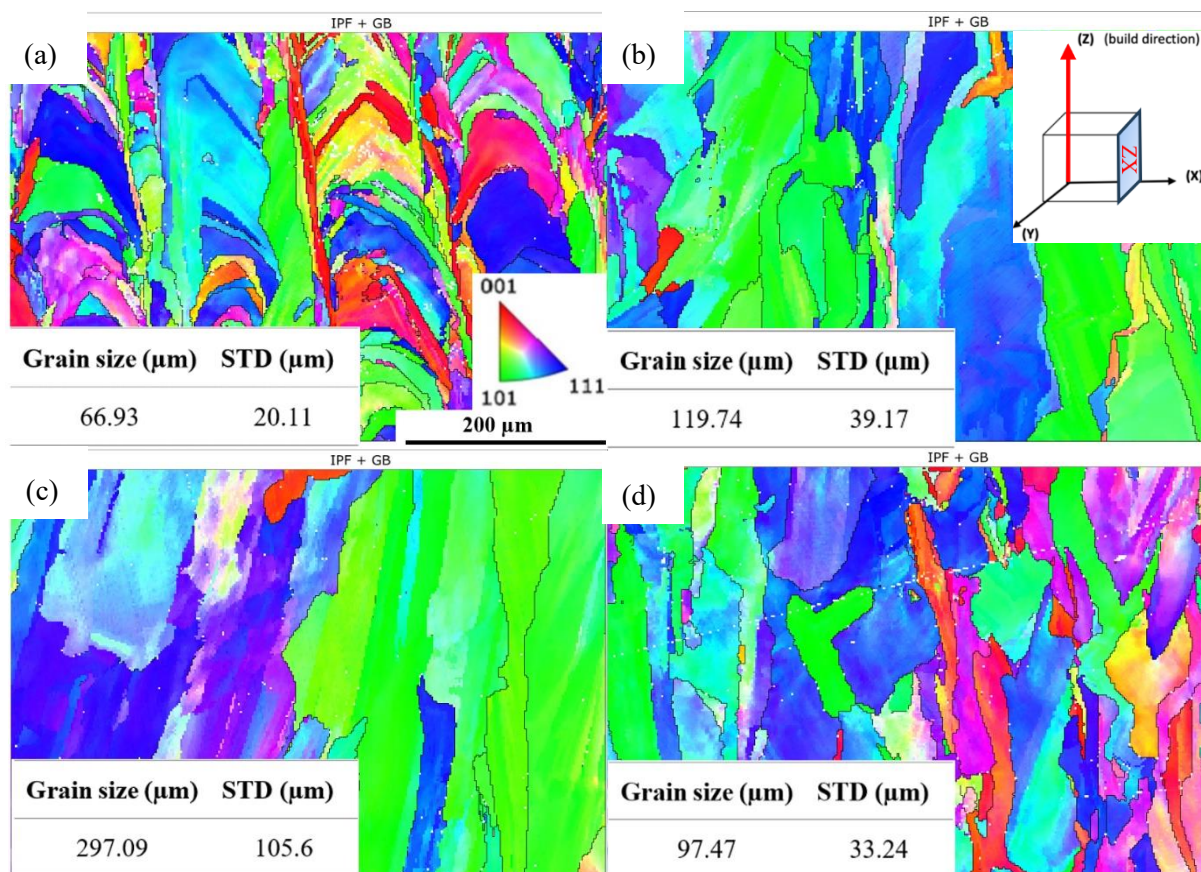 IPF + GB
(a)
001
101
111
Grain size (µm) STD (µm)
66.93 20.11
200 µm
IPF + GB
(b)
(Z) (build direction)
ZX
(X)
(Y)
Grain size (µm) STD (µm)
119.74 39.17
IPF + GB
(c)
Grain size (µm) STD (µm)
297.09 105.6
IPF + GB
(d)
Grain size (µm) STD (µm)
97.47 33.24